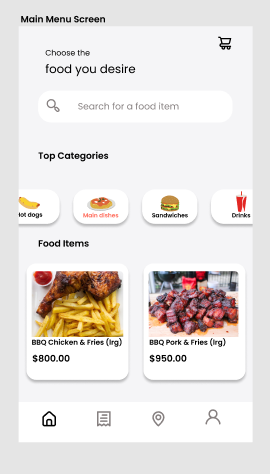 Main Menu Screen
Choose the
food you desire
Search for a food item
Top Categories
Hot dogs
Main dishes
Sandwiches
Drinks
Food Items
BBQ Chicken & Fries (lrg)
$800.00
BBQ Pork & Fries (lrg)
$950.00